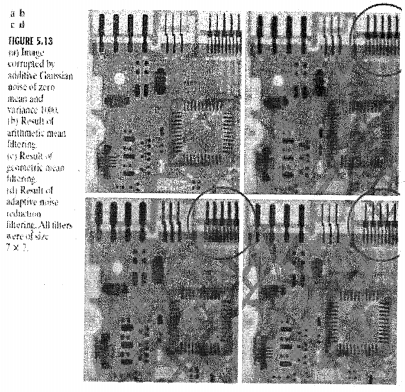 a b
c d
FIGURE 5.13
(a) Image
corrupted by
additive Gaussian
noise of zero
mean and
variance 1000.
(b) Result of
arithmetic mean
filtering.
(c) Result of
geometric mean
filtering.
(d) Result of
adaptive noise
reduction
filtering. All filters
were of size
7 × 7.